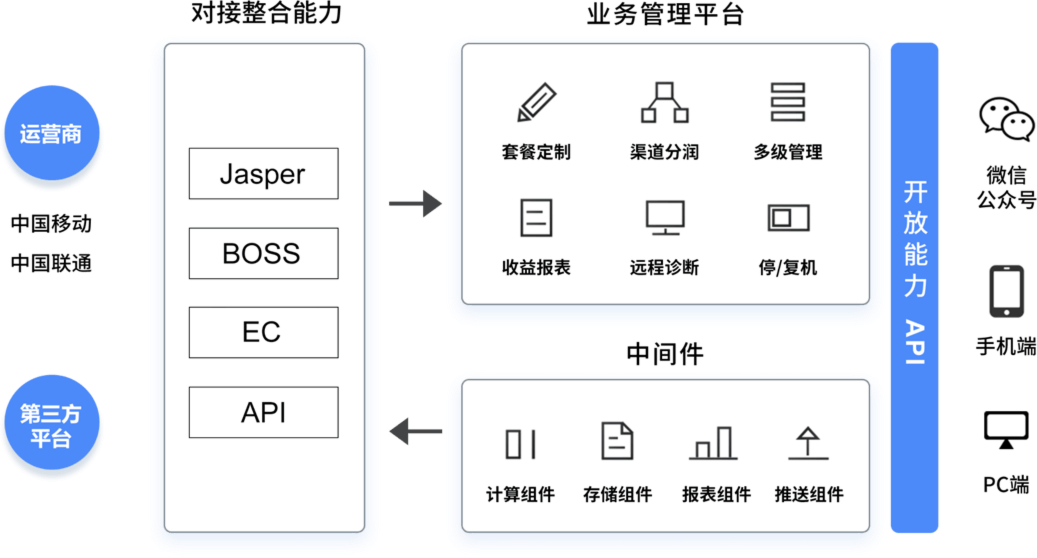 对接整合能力
业务管理平台
运营商
中国移动
中国联通
第三方
平台
Jasper
BOSS
EC
API
套餐定制
渠道分润
多级管理
收益报表
远程诊断
停/复机
中间件
计算组件
存储组件
报表组件
推送组件
开放能力 API
微信
公众号
手机端
PC端